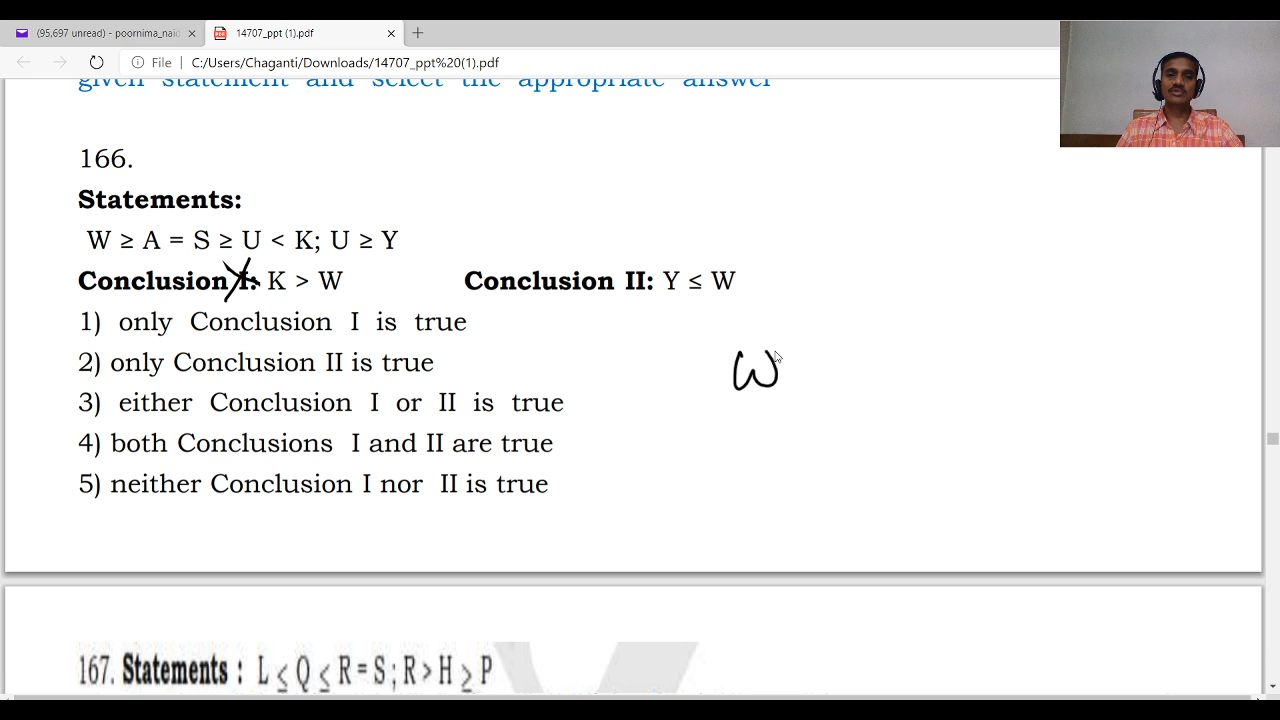 (95,697 unread) - poornima_naid
14707_ppt (1).pdf
File | C:/Users/Chaganti/Downloads/14707_ppt%20(1).pdf
given statement and select the appropriate answer
166.
Statements:
W ≥ A = S ≥ U < K; U ≥ Y
Conclusion I: K > W Conclusion II: Y ≤ W
1) only Conclusion I is true
2) only Conclusion II is true
W
3) either Conclusion I or II is true
4) both Conclusions I and II are true
5) neither Conclusion I nor II is true
167. Statements : L ≤ Q ≤ R = S ; R > H ≥ P